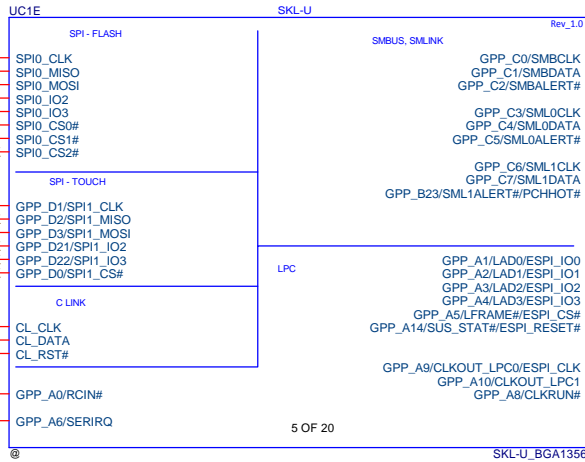 UC1E
SKL-U
Rev_1.0
SPI - FLASH
SPI0_CLK
SPI0_MISO
SPI0_MOSI
SPI0_IO2
SPI0_IO3
SPI0_CS0#
SPI0_CS1#
SPI0_CS2#
SPI - TOUCH
GPP_D1/SPI1_CLK
GPP_D2/SPI1_MISO
GPP_D3/SPI1_MOSI
GPP_D21/SPI1_IO2
GPP_D22/SPI1_IO3
GPP_D0/SPI1_CS#
C LINK
CL_CLK
CL_DATA
CL_RST#
GPP_A0/RCIN#
GPP_A6/SERIRQ
SMBUS, SMLINK
GPP_C0/SMBCLK
GPP_C1/SMBDATA
GPP_C2/SMBALERT#
GPP_C3/SML0CLK
GPP_C4/SML0DATA
GPP_C5/SML0ALERT#
GPP_C6/SML1CLK
GPP_C7/SML1DATA
GPP_B23/SML1ALERT#/PCHHOT#
LPC
GPP_A1/LAD0/ESPI_IO0
GPP_A2/LAD1/ESPI_IO1
GPP_A3/LAD2/ESPI_IO2
GPP_A4/LAD3/ESPI_IO3
GPP_A5/LFRAME#/ESPI_CS#
GPP_A14/SUS_STAT#/ESPI_RESET#
GPP_A9/CLKOUT_LPC0/ESPI_CLK
GPP_A10/CLKOUT_LPC1
GPP_A8/CLKRUN#
5 OF 20
@
SKL-U_BGA1356